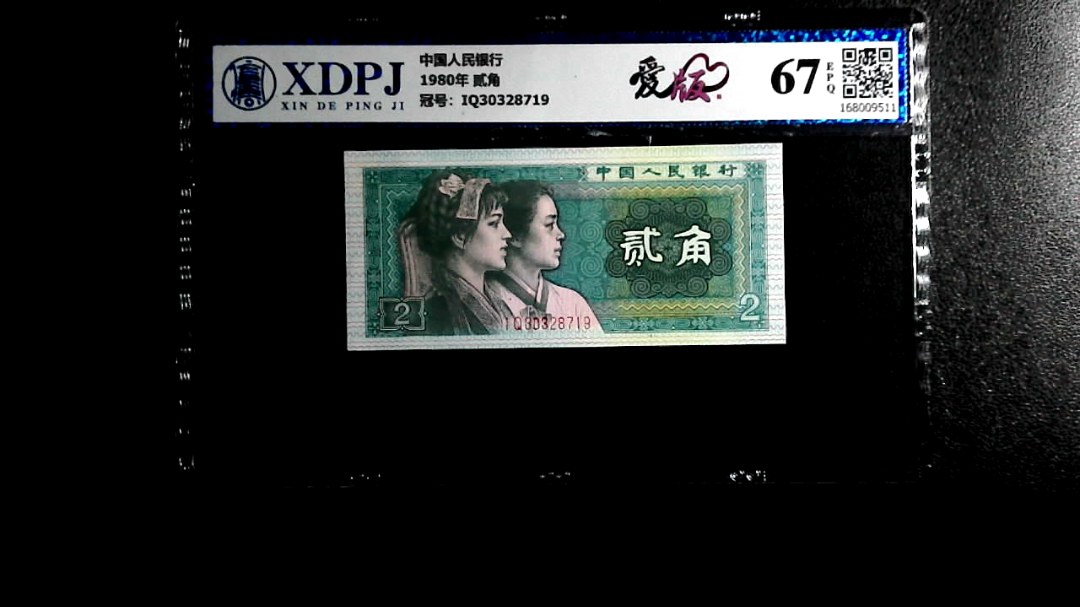 XDPJ
XIN DE PING JI
中国人民银行
1980年 贰角
冠号：IQ30328719
爱版
67
EPQ
168009511
中国人民银行
贰角
2
2
IQ30328719